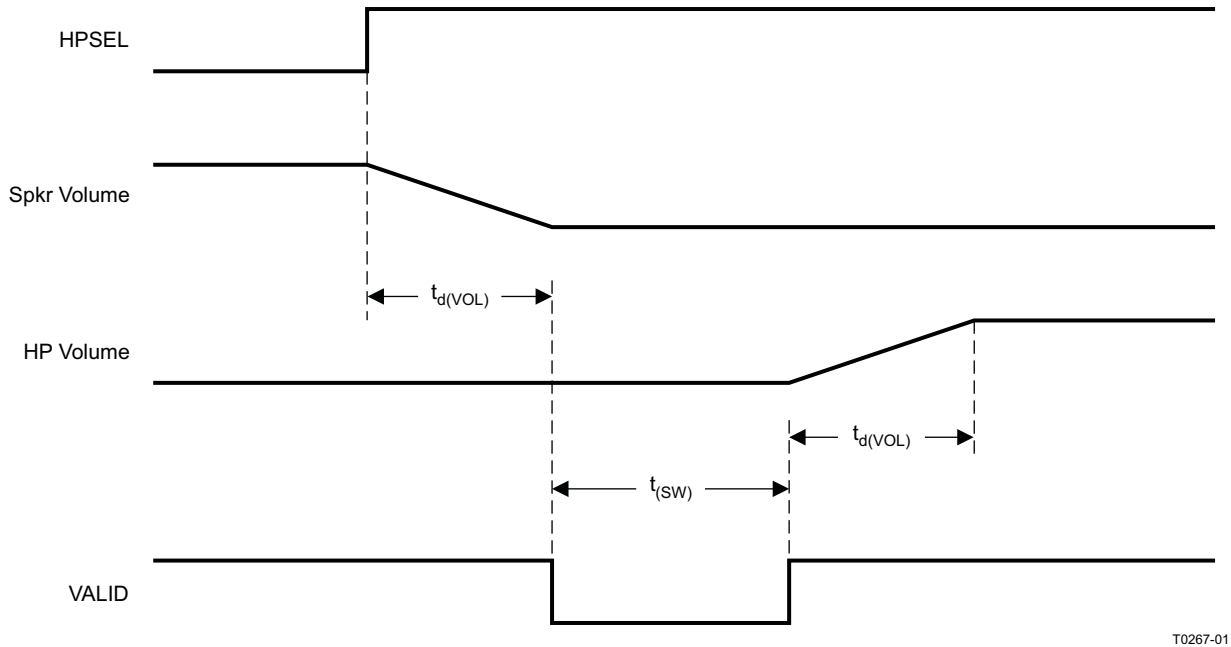 HPSEL
Spkr Volume
td(VOL)
HP Volume
td(VOL)
t(SW)
VALID
T0267-01